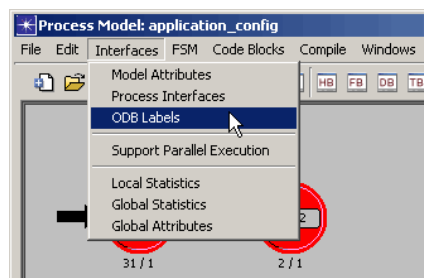 Process Model: application_config
File Edit Interfaces FSM Code Blocks Compile Windows
HB FB DB TB
Model Attributes
Process Interfaces
ODB Labels
Support Parallel Execution
Local Statistics
Global Statistics
Global Attributes
2
31 / 1 2 / 1